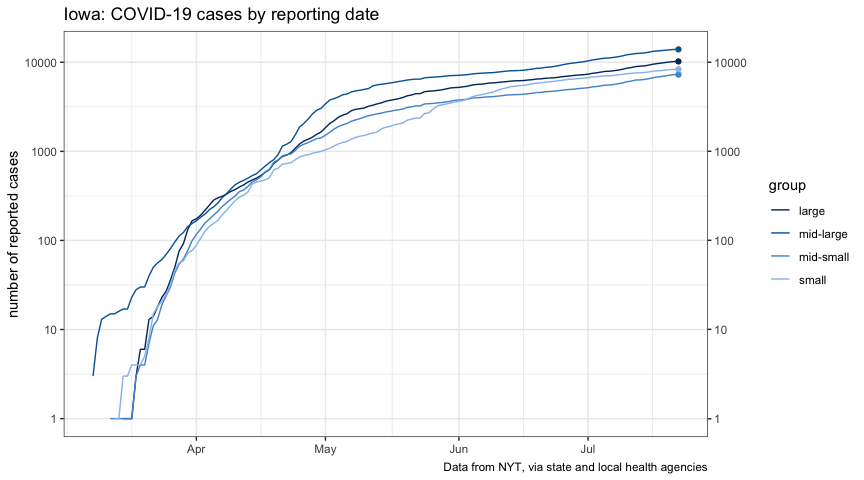 Iowa: COVID-19 cases by reporting date
number of reported cases
10000
1000
100
10
1
10000
1000
100
10
1
Apr
May
Jun
Jul
group
large
mid-large
mid-small
small
Data from NYT, via state and local health agencies